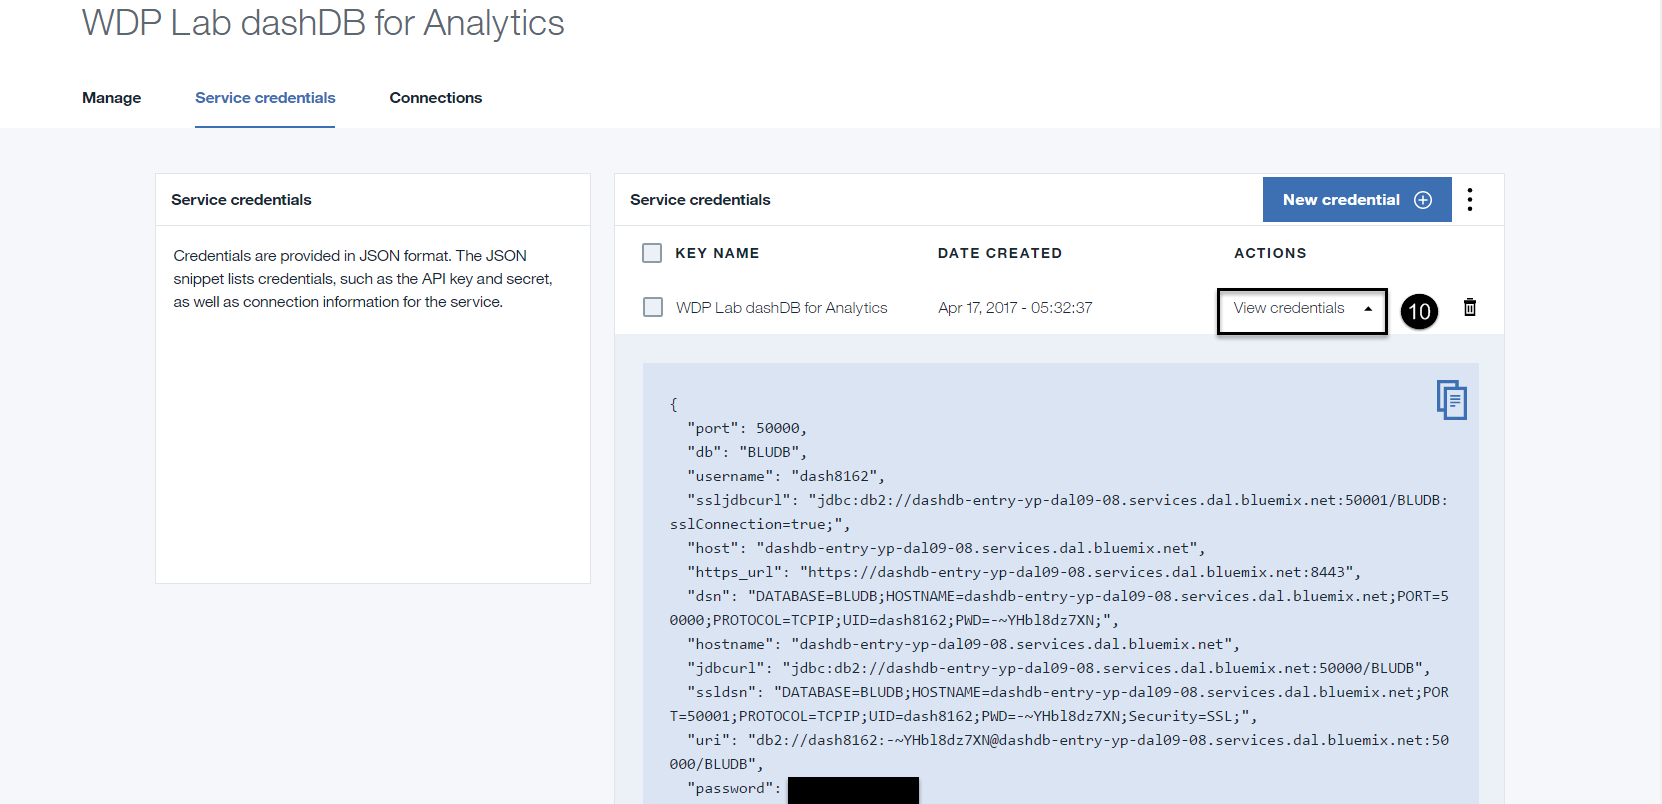 WDP Lab dashDB for Analytics
Manage Service credentials Connections
Service credentials
Credentials are provided in JSON format. The JSON
snippet lists credentials, such as the API key and secret,
as well as connection information for the service.
Service credentials New credential
KEY NAME DATE CREATED ACTIONS
WDP Lab dashDB for Analytics Apr 17, 2017 - 05:32:37 View credentials 10
{
"port": 50000,
"db": "BLUDB",
"username": "dash8162",
"ssljdbcurl": "jdbc:db2://dashdb-entry-yp-dal09-08.services.dal.bluemix.net:50001/BLUDB:
sslConnection=true;",
"host": "dashdb-entry-yp-dal09-08.services.dal.bluemix.net",
"https_url": "https://dashdb-entry-yp-dal09-08.services.dal.bluemix.net:8443",
"dsn": "DATABASE=BLUDB;HOSTNAME=dashdb-entry-yp-dal09-08.services.dal.bluemix.net;PORT=5
0000;PROTOCOL=TCPIP;UID=dash8162;PWD=-~YHbl8dz7XN;",
"hostname": "dashdb-entry-yp-dal09-08.services.dal.bluemix.net",
"jdbcurl": "jdbc:db2://dashdb-entry-yp-dal09-08.services.dal.bluemix.net:50000/BLUDB",
"ssldsn": "DATABASE=BLUDB;HOSTNAME=dashdb-entry-yp-dal09-08.services.dal.bluemix.net;POR
T=50001;PROTOCOL=TCPIP;UID=dash8162;PWD=-~YHbl8dz7XN;Security=SSL;",
"uri": "db2://dash8162:-~YHbl8dz7XN@dashdb-entry-yp-dal09-08.services.dal.bluemix.net:50
000/BLUDB",
"password":